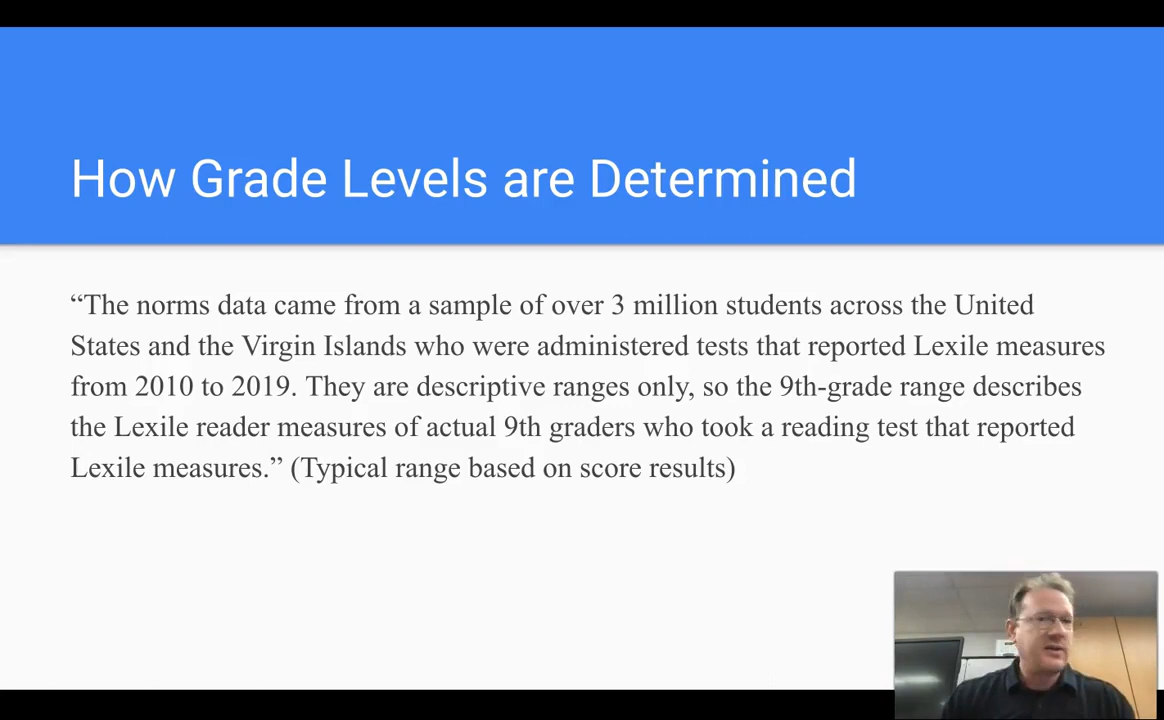 How Grade Levels are Determined
“The norms data came from a sample of over 3 million students across the United
States and the Virgin Islands who were administered tests that reported Lexile measures
from 2010 to 2019. They are descriptive ranges only, so the 9th-grade range describes
the Lexile reader measures of actual 9th graders who took a reading test that reported
Lexile measures.” (Typical range based on score results)